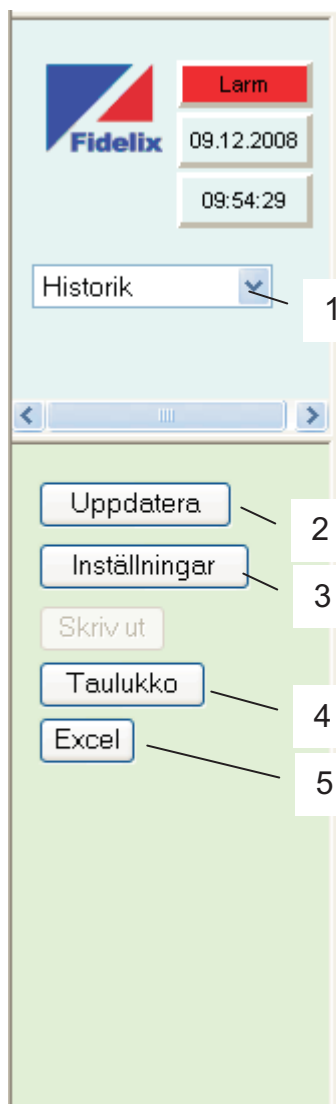 Larm
Fidelix
09.12.2008
09:54:29
Historik
1
Uppdatera
2
Inställningar
3
Skriv ut
Taulukko
4
Excel
5